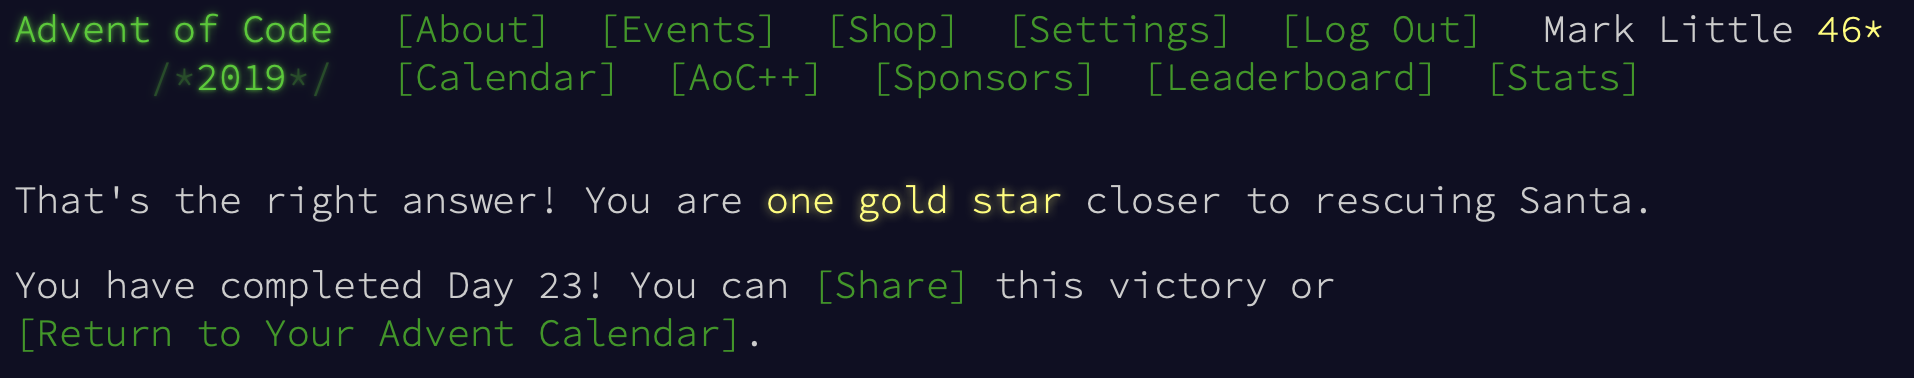 Advent of Code [About] [Events] [Shop] [Settings] [Log Out] Mark Little 46*
/*2019*/ [Calendar] [AoC++] [Sponsors] [Leaderboard] [Stats]
That's the right answer! You are one gold star closer to rescuing Santa.
You have completed Day 23! You can [Share] this victory or
[Return to Your Advent Calendar].